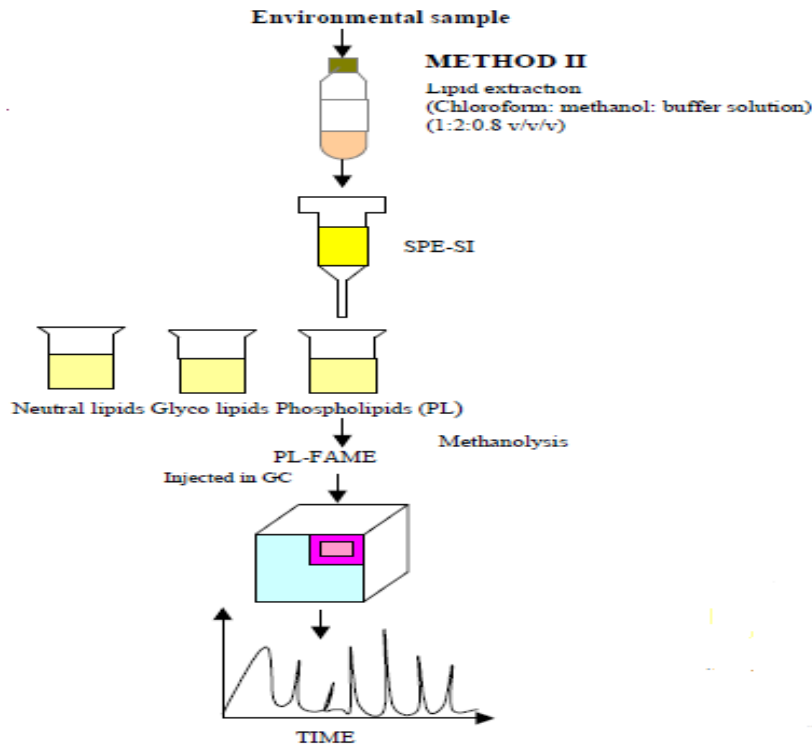 Environmental sample
METHOD II
Lipid extraction
(Chloroform: methanol: buffer solution)
(1:2:0.8 v/v/v)
SPE-SI
Neutral lipids Glyco lipids Phospholipids (PL)
Methanolysis
PL-FAME
Injected in GC
TIME